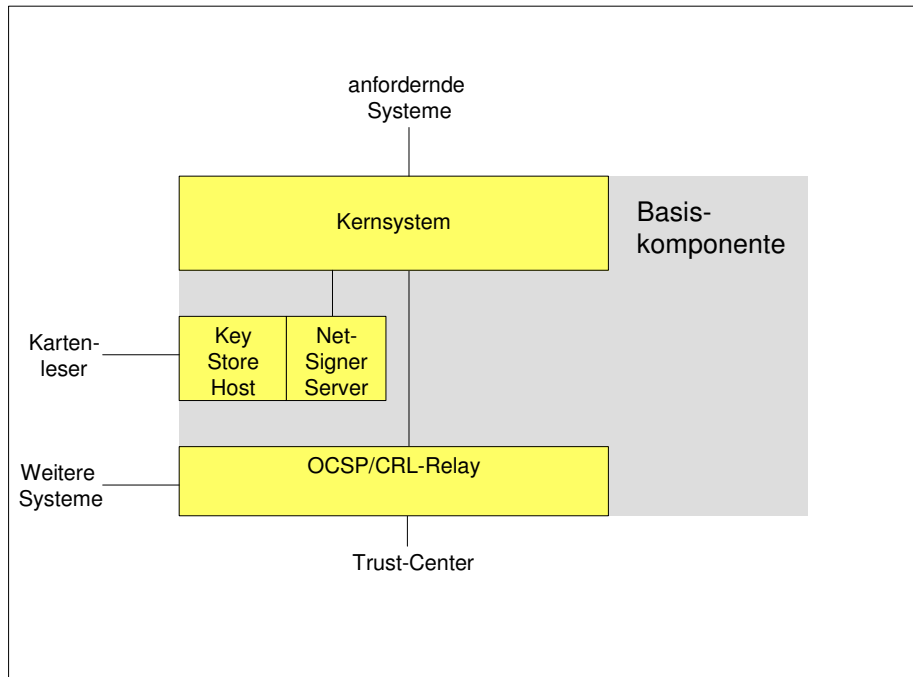 anfordernde
Systeme
Kernsystem
Basis-
komponente
Karten-
leser
Key
Store
Host
Net-
Signer
Server
Weitere
Systeme
OCSP/CRL-Relay
Trust-Center